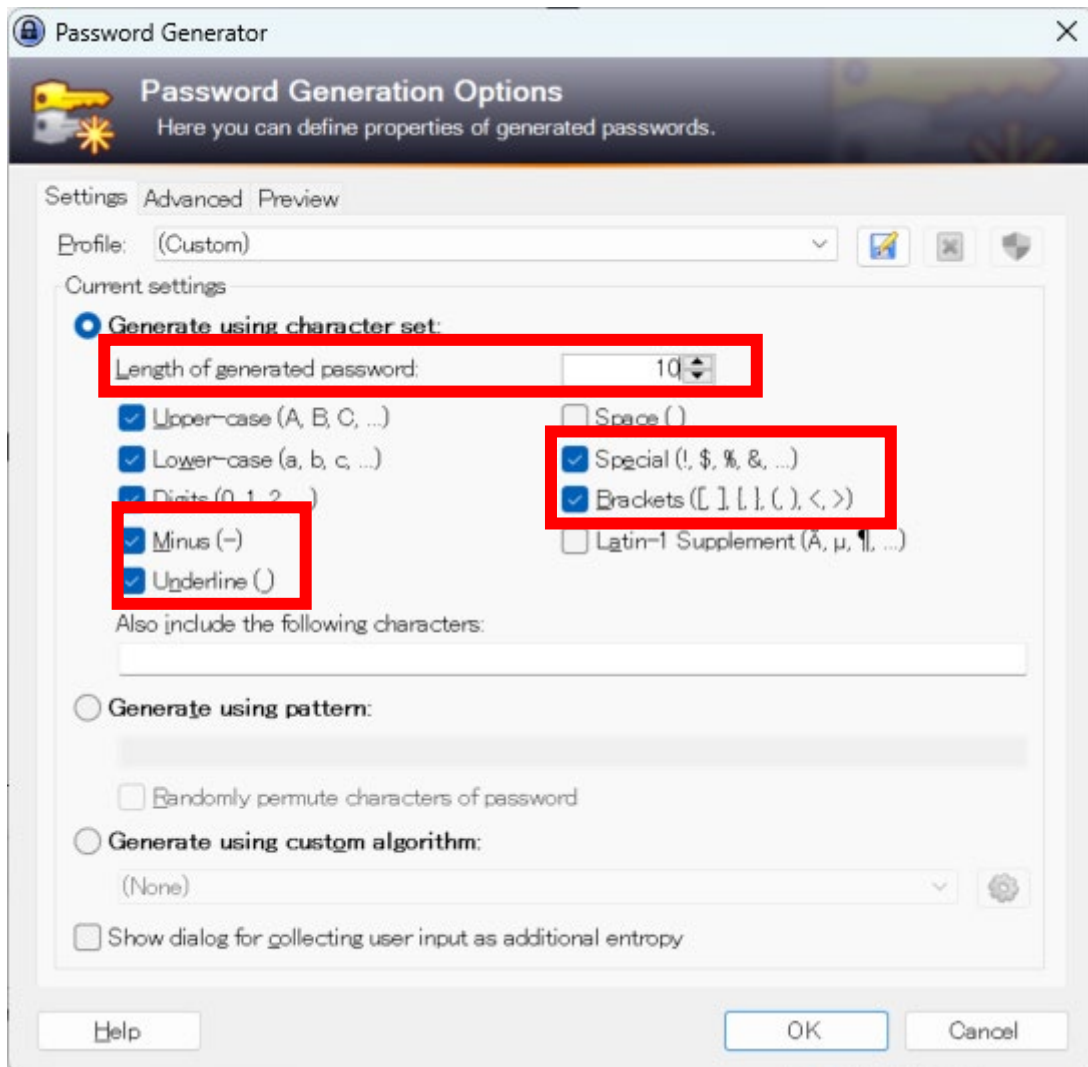 Password Generator
Password Generation Options
Here you can define properties of generated passwords.
Settings Advanced Preview
Profile: (Custom)
Current settings
Generate using character set:
Length of generated password: 10
Upper-case (A, B, C, ...) Space ( )
Lower-case (a, b, c, ...) Special (!, $, %, &, ...)
Digits (0, 1, 2, ...) Brackets ([, ], {, }, ( ), <, >)
Minus (-) Latin-1 Supplement (Ä, µ, ¶, ...)
Underline (_)
Also include the following characters:
Generate using pattern:
Randomly permute characters of password
Generate using custom algorithm:
(None)
Show dialog for collecting user input as additional entropy
Help OK Cancel